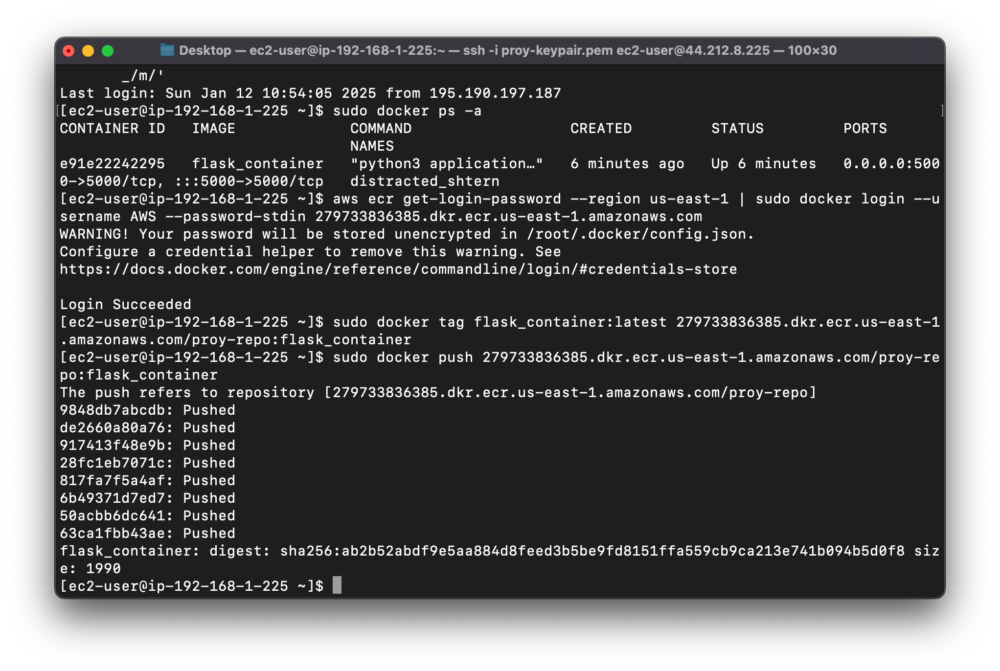 Desktop — ec2-user@ip-192-168-1-225:~ — ssh -i proy-keypair.pem ec2-user@44.212.8.225 — 100×30
       _/m/'
Last login: Sun Jan 12 10:54:05 2025 from 195.190.197.187
[[ec2-user@ip-192-168-1-225 ~]$ sudo docker ps -a ]
CONTAINER ID   IMAGE             COMMAND                  CREATED         STATUS         PORTS
                                 NAMES
e91e22242295   flask_container   "python3 application…"   6 minutes ago   Up 6 minutes   0.0.0.0:500
0->5000/tcp, :::5000->5000/tcp   distracted_shtern
[ec2-user@ip-192-168-1-225 ~]$ aws ecr get-login-password --region us-east-1 | sudo docker login --u
sername AWS --password-stdin 279733836385.dkr.ecr.us-east-1.amazonaws.com
WARNING! Your password will be stored unencrypted in /root/.docker/config.json.
Configure a credential helper to remove this warning. See
https://docs.docker.com/engine/reference/commandline/login/#credentials-store

Login Succeeded
[ec2-user@ip-192-168-1-225 ~]$ sudo docker tag flask_container:latest 279733836385.dkr.ecr.us-east-1
.amazonaws.com/proy-repo:flask_container
[ec2-user@ip-192-168-1-225 ~]$ sudo docker push 279733836385.dkr.ecr.us-east-1.amazonaws.com/proy-re
po:flask_container
The push refers to repository [279733836385.dkr.ecr.us-east-1.amazonaws.com/proy-repo]
9848db7abcdb: Pushed
de2660a80a76: Pushed
917413f48e9b: Pushed
28fc1eb7071c: Pushed
817fa7f5a4af: Pushed
6b49371d7ed7: Pushed
50acbb6dc641: Pushed
63ca1fbb43ae: Pushed
flask_container: digest: sha256:ab2b52abdf9e5aa884d8feed3b5be9fd8151ffa559cb9ca213e741b094b5d0f8 siz
e: 1990
[ec2-user@ip-192-168-1-225 ~]$